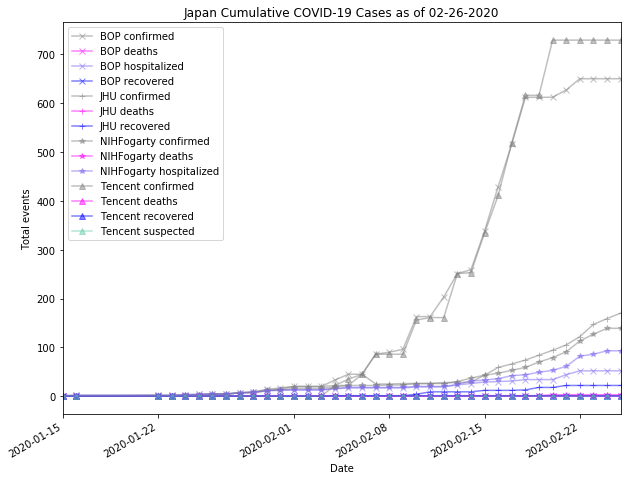 Japan Cumulative COVID-19 Cases as of 02-26-2020
BOP confirmed
BOP deaths
BOP hospitalized
BOP recovered
JHU confirmed
JHU deaths
JHU recovered
NIHFogarty confirmed
NIHFogarty deaths
NIHFogarty hospitalized
Tencent confirmed
Tencent deaths
Tencent recovered
Tencent suspected
Total events
700
600
500
400
300
200
100
0
2020-01-15
2020-01-22
2020-02-01
2020-02-08
2020-02-15
2020-02-22
Date